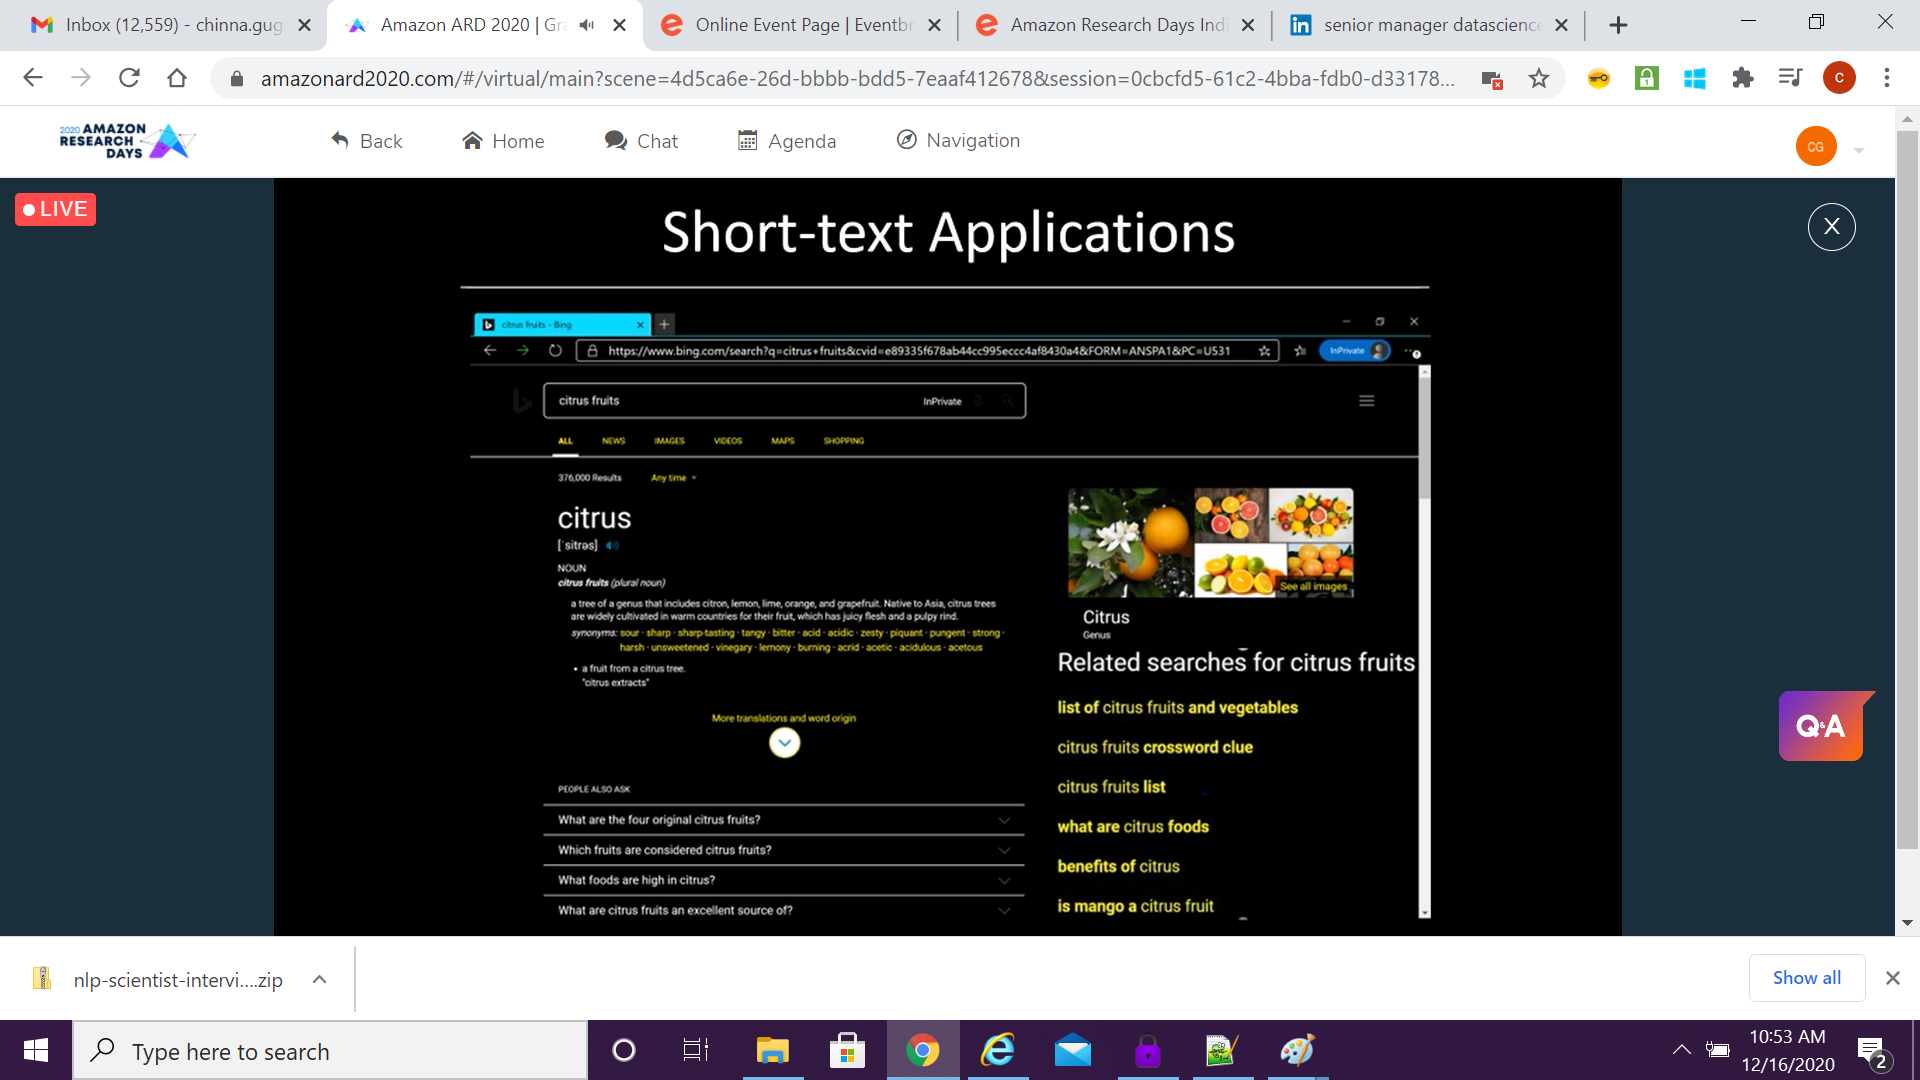 Inbox (12,559) - chinna.gug
Amazon ARD 2020 | Gra
Online Event Page | Eventbr
Amazon Research Days Indi
senior manager datascience
amazonard2020.com/#/virtual/main?scene=4d5ca6e-26d-bbbb-bdd5-7eaaf412678&session=0cbcfd5-61c2-4bba-fdb0-d33178...
C
2020 AMAZON
RESEARCH
DAYS
Back
Home
Chat
Agenda
Navigation
CG
LIVE
X
Short-text Applications
citrus fruits - Bing
https://www.bing.com/search?q=citrus+fruits&cvid=e89335f678ab44cc995eccc4af8430a4&FORM=ANSPA1&PC=U531
InPrivate
citrus fruits
InPrivate
ALL NEWS IMAGES VIDEOS MAPS SHOPPING
376,000 Results Any time
citrus
[ˈsitrəs]
NOUN
citrus fruits (plural noun)
a tree of a genus that includes citron, lemon, lime, orange, and grapefruit. Native to Asia, citrus trees
are widely cultivated in warm countries for their fruit, which has juicy flesh and a pulpy rind.
synonyms: sour · sharp · sharp-tasting · tangy · bitter · acid · acidic · zesty · piquant · pungent · strong ·
harsh · unsweetened · vinegary · lemony · burning · acrid · acetic · acidulous · acetous
• a fruit from a citrus tree.
"citrus extracts"
More translations and word origin
PEOPLE ALSO ASK
What are the four original citrus fruits?
Which fruits are considered citrus fruits?
What foods are high in citrus?
What are citrus fruits an excellent source of?
See all images
Citrus
Genus
Related searches for citrus fruits
list of citrus fruits and vegetables
citrus fruits crossword clue
citrus fruits list
what are citrus foods
benefits of citrus
is mango a citrus fruit
Q&A
nlp-scientist-intervi....zip
Show all
Type here to search
10:53 AM
12/16/2020
2